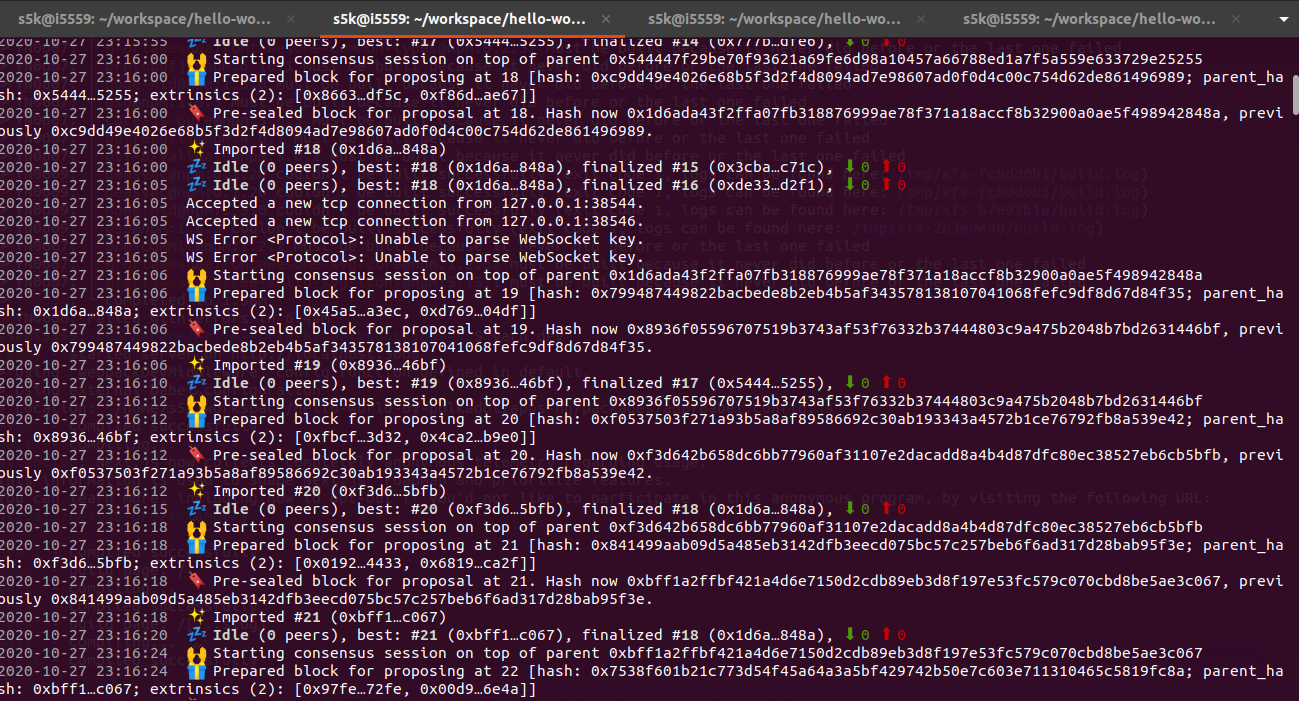 s5k@i5559: ~/workspace/hello-wo...
s5k@i5559: ~/workspace/hello-wo...
s5k@i5559: ~/workspace/hello-wo...
s5k@i5559: ~/workspace/hello-wo...
2020-10-27 23:15:55 💤 Idle (0 peers), best: #17 (0x5444…5255), finalized #14 (0x777b…dfe6), ⬇ 0 ⬆ 0
2020-10-27 23:16:00 🙌 Starting consensus session on top of parent 0x544447f29be70f93621a69fe6d98a10457a66788ed1a7f5a559e633729e25255
2020-10-27 23:16:00 🎁 Prepared block for proposing at 18 [hash: 0xc9dd49e4026e68b5f3d2f4d8094ad7e98607ad0f0d4c00c754d62de861496989; parent_ha
sh: 0x5444…5255; extrinsics (2): [0x8663…df5c, 0xf86d…ae67]]
2020-10-27 23:16:00 🔖 Pre-sealed block for proposal at 18. Hash now 0x1d6ada43f2ffa07fb318876999ae78f371a18accf8b32900a0ae5f498942848a, previ
ously 0xc9dd49e4026e68b5f3d2f4d8094ad7e98607ad0f0d4c00c754d62de861496989.
2020-10-27 23:16:00 ✨ Imported #18 (0x1d6a…848a)
2020-10-27 23:16:00 💤 Idle (0 peers), best: #18 (0x1d6a…848a), finalized #15 (0x3cba…c71c), ⬇ 0 ⬆ 0
2020-10-27 23:16:05 💤 Idle (0 peers), best: #18 (0x1d6a…848a), finalized #16 (0xde33…d2f1), ⬇ 0 ⬆ 0
2020-10-27 23:16:05 Accepted a new tcp connection from 127.0.0.1:38544.
2020-10-27 23:16:05 Accepted a new tcp connection from 127.0.0.1:38546.
2020-10-27 23:16:05 WS Error <Protocol>: Unable to parse WebSocket key.
2020-10-27 23:16:05 WS Error <Protocol>: Unable to parse WebSocket key.
2020-10-27 23:16:06 🙌 Starting consensus session on top of parent 0x1d6ada43f2ffa07fb318876999ae78f371a18accf8b32900a0ae5f498942848a
2020-10-27 23:16:06 🎁 Prepared block for proposing at 19 [hash: 0x799487449822bacbede8b2eb4b5af343578138107041068fefc9df8d67d84f35; parent_ha
sh: 0x1d6a…848a; extrinsics (2): [0x45a5…a3ec, 0xd769…04df]]
2020-10-27 23:16:06 🔖 Pre-sealed block for proposal at 19. Hash now 0x8936f05596707519b3743af53f76332b37444803c9a475b2048b7bd2631446bf, previ
ously 0x799487449822bacbede8b2eb4b5af343578138107041068fefc9df8d67d84f35.
2020-10-27 23:16:06 ✨ Imported #19 (0x8936…46bf)
2020-10-27 23:16:10 💤 Idle (0 peers), best: #19 (0x8936…46bf), finalized #17 (0x5444…5255), ⬇ 0 ⬆ 0
2020-10-27 23:16:12 🙌 Starting consensus session on top of parent 0x8936f05596707519b3743af53f76332b37444803c9a475b2048b7bd2631446bf
2020-10-27 23:16:12 🎁 Prepared block for proposing at 20 [hash: 0xf0537503f271a93b5a8af89586692c30ab193343a4572b1ce76792fb8a539e42; parent_ha
sh: 0x8936…46bf; extrinsics (2): [0xfbcf…3d32, 0x4ca2…b9e0]]
2020-10-27 23:16:12 🔖 Pre-sealed block for proposal at 20. Hash now 0xf3d642b658dc6bb77960af31107e2dacadd8a4b4d87dfc80ec38527eb6cb5bfb, previ
ously 0xf0537503f271a93b5a8af89586692c30ab193343a4572b1ce76792fb8a539e42.
2020-10-27 23:16:12 ✨ Imported #20 (0xf3d6…5bfb)
2020-10-27 23:16:15 💤 Idle (0 peers), best: #20 (0xf3d6…5bfb), finalized #18 (0x1d6a…848a), ⬇ 0 ⬆ 0
2020-10-27 23:16:18 🙌 Starting consensus session on top of parent 0xf3d642b658dc6bb77960af31107e2dacadd8a4b4d87dfc80ec38527eb6cb5bfb
2020-10-27 23:16:18 🎁 Prepared block for proposing at 21 [hash: 0x841499aab09d5a485eb3142dfb3eecd075bc57c257beb6f6ad317d28bab95f3e; parent_ha
sh: 0xf3d6…5bfb; extrinsics (2): [0x0192…4433, 0x6819…ca2f]]
2020-10-27 23:16:18 🔖 Pre-sealed block for proposal at 21. Hash now 0xbff1a2ffbf421a4d6e7150d2cdb89eb3d8f197e53fc579c070cbd8be5ae3c067, previ
ously 0x841499aab09d5a485eb3142dfb3eecd075bc57c257beb6f6ad317d28bab95f3e.
2020-10-27 23:16:18 ✨ Imported #21 (0xbff1…c067)
2020-10-27 23:16:20 💤 Idle (0 peers), best: #21 (0xbff1…c067), finalized #18 (0x1d6a…848a), ⬇ 0 ⬆ 0
2020-10-27 23:16:24 🙌 Starting consensus session on top of parent 0xbff1a2ffbf421a4d6e7150d2cdb89eb3d8f197e53fc579c070cbd8be5ae3c067
2020-10-27 23:16:24 🎁 Prepared block for proposing at 22 [hash: 0x7538f601b21c773d54f45a64a3a5bf429742b50e7c603e711310465c5819fc8a; parent_ha
sh: 0xbff1…c067; extrinsics (2): [0x97fe…72fe, 0x00d9…6e4a]]